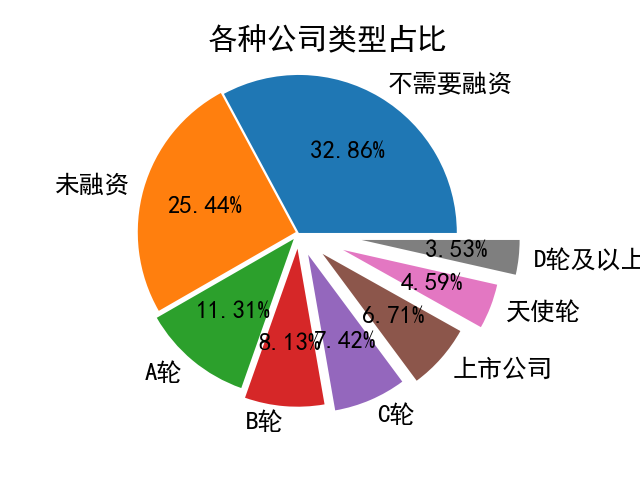 各种公司类型占比
不需要融资
32.86%
未融资
25.44%
A轮
11.31%
B轮
8.13%
C轮
7.42%
上市公司
6.71%
天使轮
4.59%
D轮及以上
3.53%